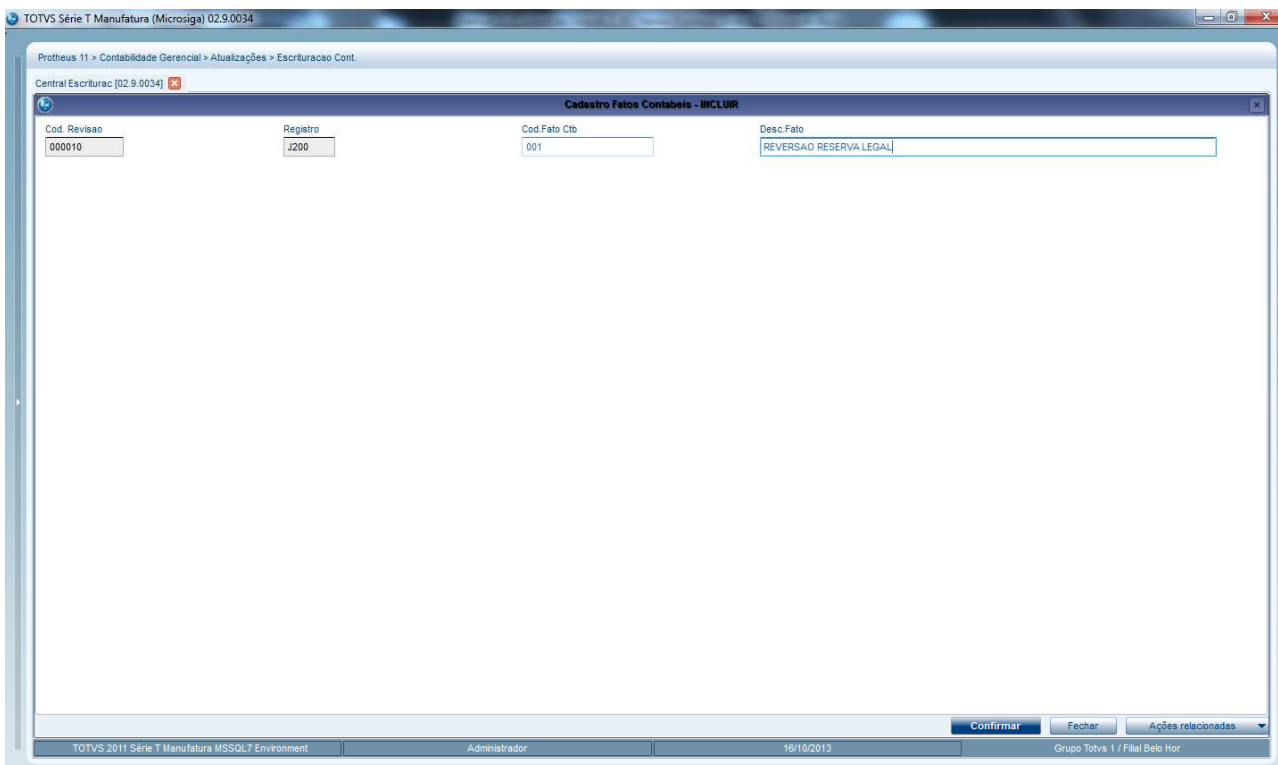 TOTVS Série T Manufatura (Microsiga) 02.9.0034
Protheus 11 > Contabilidade Gerencial > Atualizações > Escrituracao Cont.
Central Escriturac [02.9.0034]
Cadastro Fatos Contabeis - INCLUIR
Cod. Revisao Registro Cod.Fato Ctb Desc.Fato
000010 J200 001 REVERSAO RESERVA LEGAL
Confirmar Fechar Ações relacionadas
TOTVS 2011 Série T Manufatura MSSQL7 Environment Administrador 16/10/2013 Grupo Totvs 1 / Filial Belo Hor